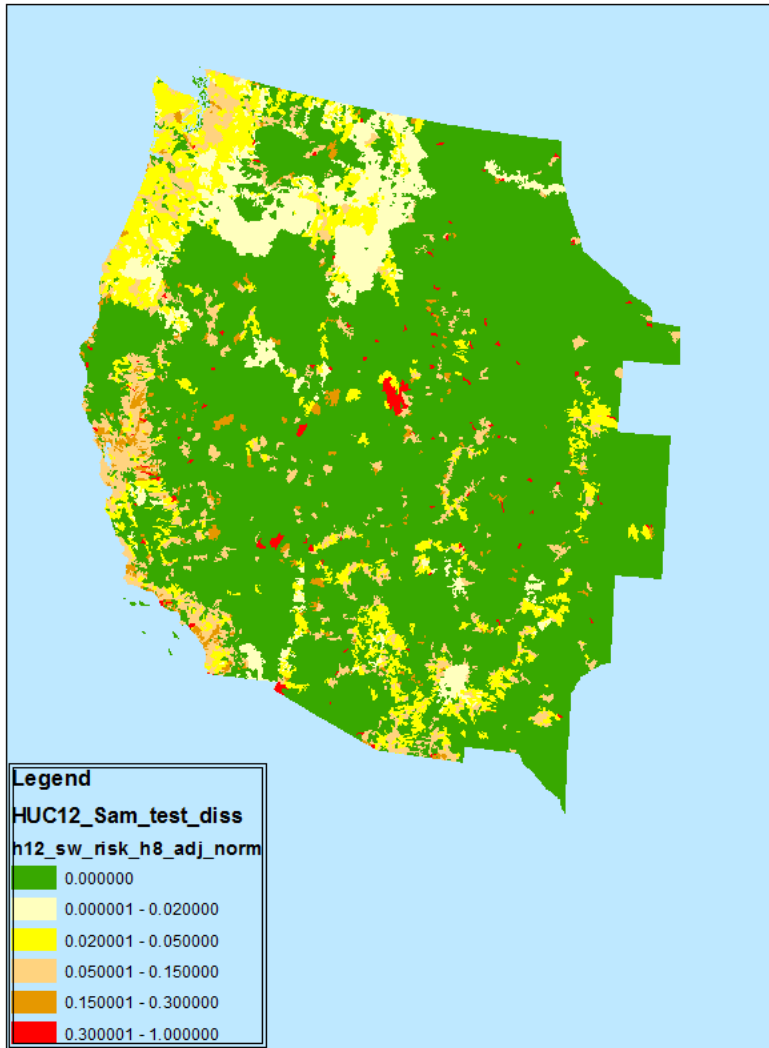 Legend
HUC12_Sam_test_diss
h12_sw_risk_h8_adj_norm
0.000000
0.000001 - 0.020000
0.020001 - 0.050000
0.050001 - 0.150000
0.150001 - 0.300000
0.300001 - 1.000000